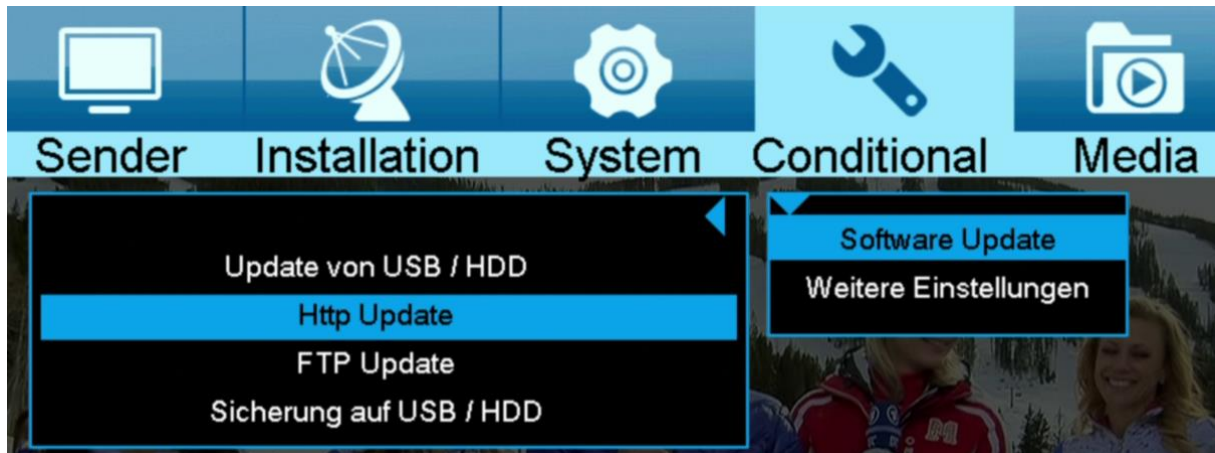 Sender
Installation
System
Conditional
Media
Update von USB / HDD
Http Update
FTP Update
Sicherung auf USB / HDD
Software Update
Weitere Einstellungen